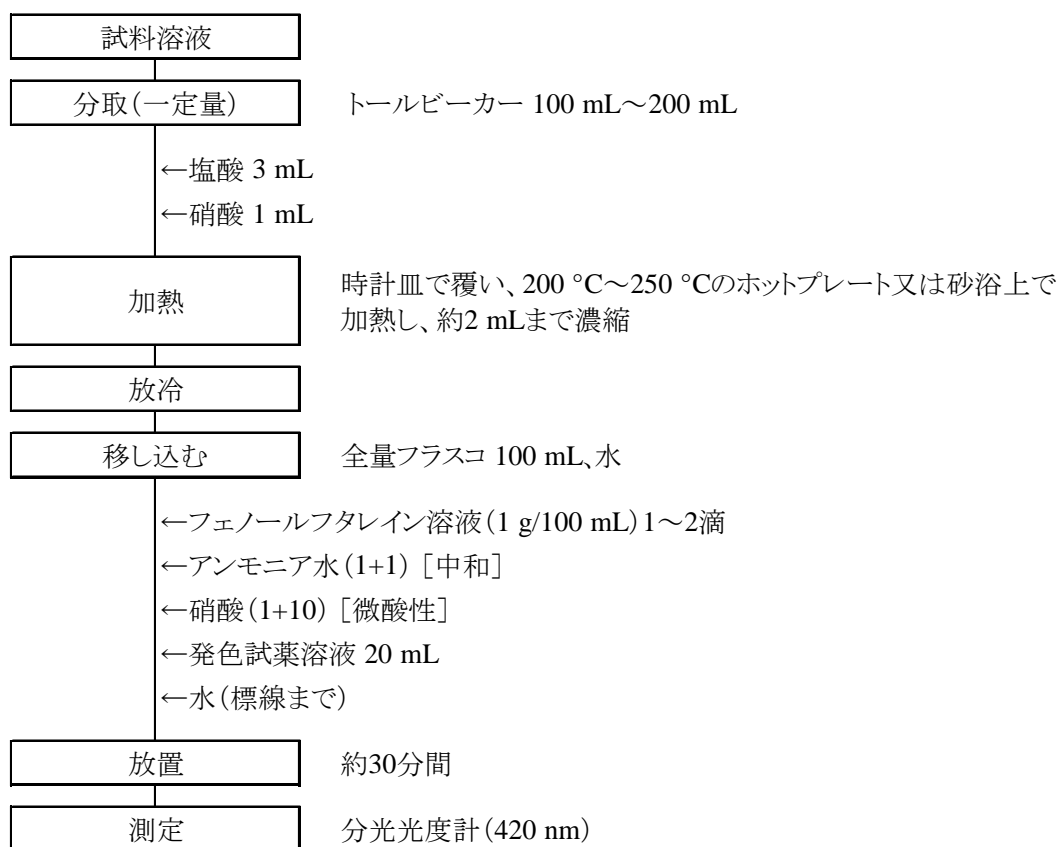 試料溶液
分取（一定量） トールビーカー 100 mL～200 mL
←塩酸 3 mL
←硝酸 1 mL
加熱
時計皿で覆い、200 °C～250 °Cのホットプレート又は砂浴上で
加熱し、約2 mLまで濃縮
放冷
移し込む 全量フラスコ 100 mL、水
←フェノールフタレイン溶液（1 g/100 mL）1～2滴
←アンモニア水（1+1）［中和］
←硝酸（1+10）［微酸性］
←発色試薬溶液 20 mL
←水（標線まで）
放置 約30分間
測定 分光光度計（420 nm）